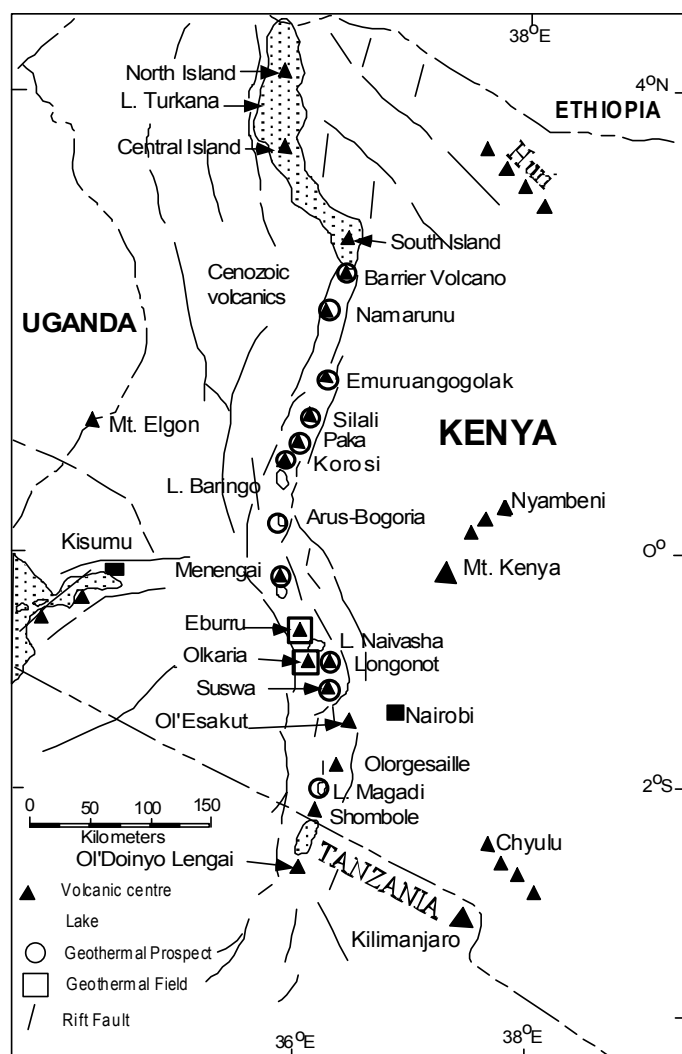 38°E
North Island
4°N
L. Turkana
ETHIOPIA
Central Island
Huri
South Island
Cenozoic
volcanics
Barrier Volcano
UGANDA
Namarunu
Emuruangogolak
Mt. Elgon
Silali
KENYA
Paka
Korosi
L. Baringo
Nyambeni
Arus-Bogoria
Kisumu
0°
Menengai
Mt. Kenya
Eburru
L. Naivasha
Olkaria
Longonot
Suswa
Nairobi
Ol'Esakut
Olorgesaille
L. Magadi
2°S
0 50 100 150
Shombole
Kilometers
Chyulu
Ol'Doinyo Lengai
TANZANIA
Volcanic centre
Lake
Kilimanjaro
Geothermal Prospect
Geothermal Field
Rift Fault
36°E
38°E